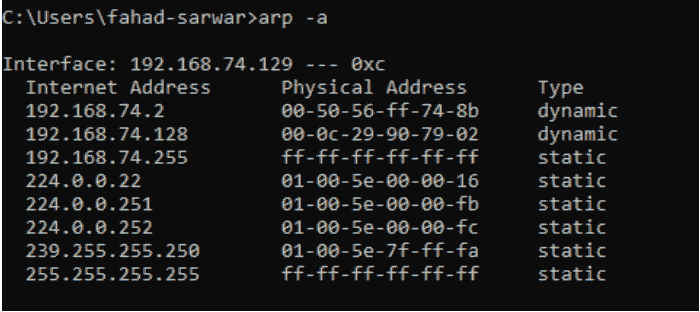 C:\Users\fahad-sarwar>arp -a
Interface: 192.168.74.129 --- 0xc
Internet Address Physical Address Type
192.168.74.2 00-50-56-ff-74-8b dynamic
192.168.74.128 00-0c-29-90-79-02 dynamic
192.168.74.255 ff-ff-ff-ff-ff-ff static
224.0.0.22 01-00-5e-00-00-16 static
224.0.0.251 01-00-5e-00-00-fb static
224.0.0.252 01-00-5e-00-00-fc static
239.255.255.250 01-00-5e-7f-ff-fa static
255.255.255.255 ff-ff-ff-ff-ff-ff static